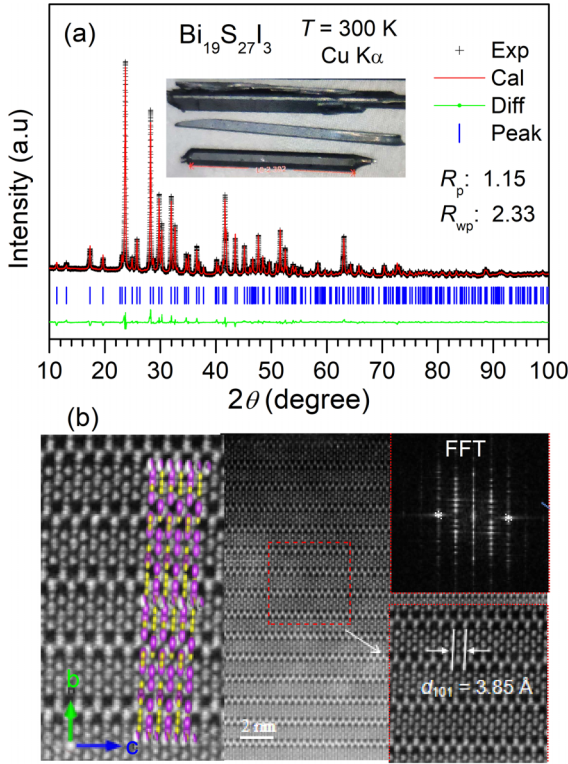 (a)
Bi₁₉S₂₇I₃
T = 300 K
Cu Kα
Exp
Cal
Diff
Peak
Rₚ: 1.15
R_wp: 2.33
Intensity (a.u)
10 20 30 40 50 60 70 80 90 100
2θ (degree)
(b)
FFT
d₁₀₁ = 3.85 Å
b
c
2 nm